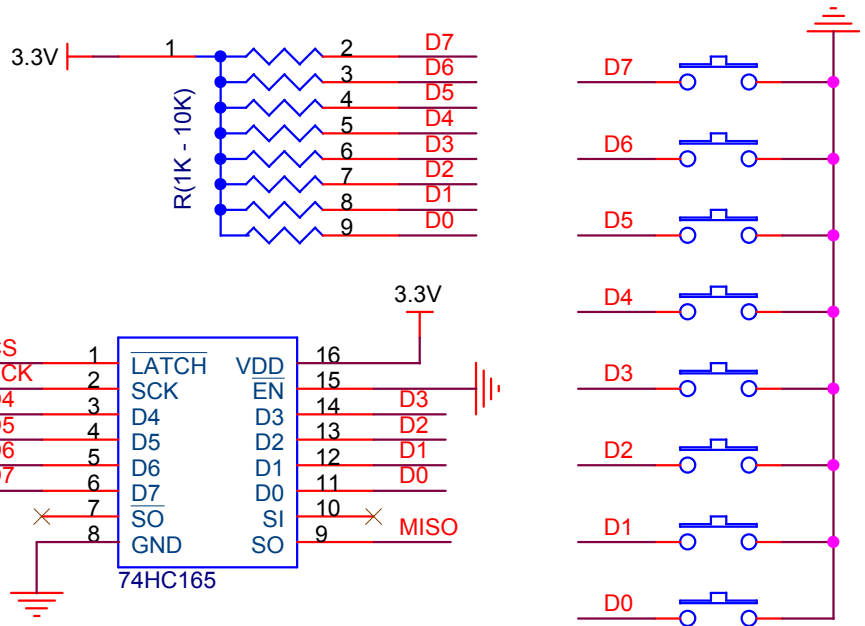 3.3V
1
2 D7
3 D6
4 D5
5 D4
6 D3
7 D2
8 D1
9 D0
R(1K - 10K)
D7
D6
D5
D4
D3
D2
D1
D0
3.3V
1 LATCH VDD 16
2 SCK EN 15
3 D4 D3 14 D3
4 D5 D2 13 D2
5 D6 D1 12 D1
6 D7 D0 11 D0
7 SO SI 10
8 GND SO 9 MISO
74HC165